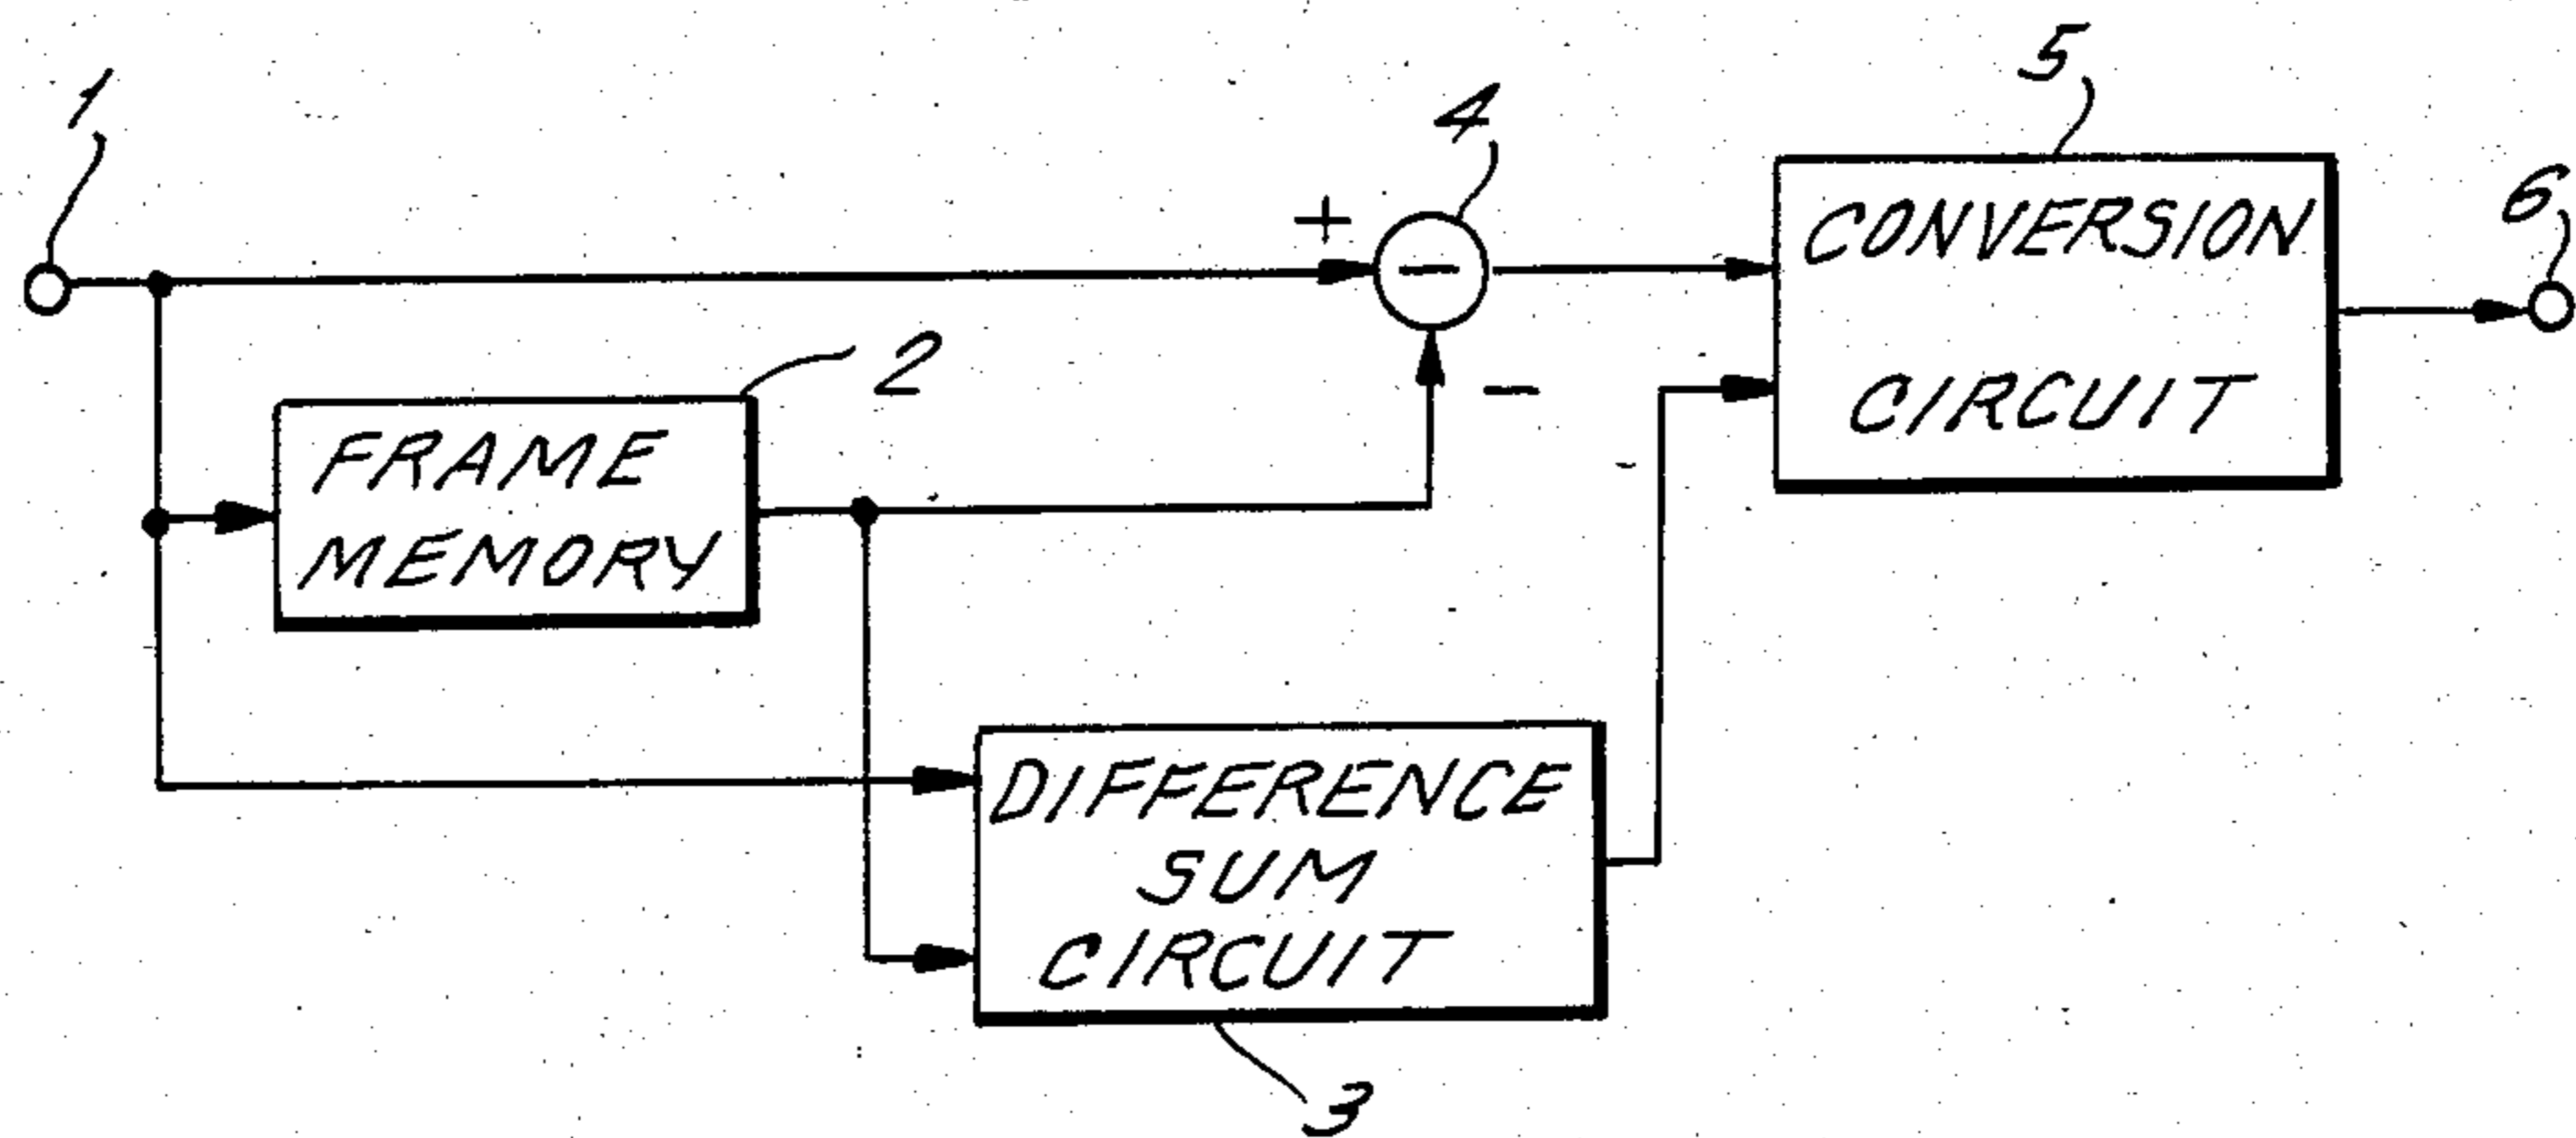 1
+
4
5
6
CONVERSION
CIRCUIT
−
−
2
FRAME
MEMORY
DIFFERENCE
SUM
CIRCUIT
3